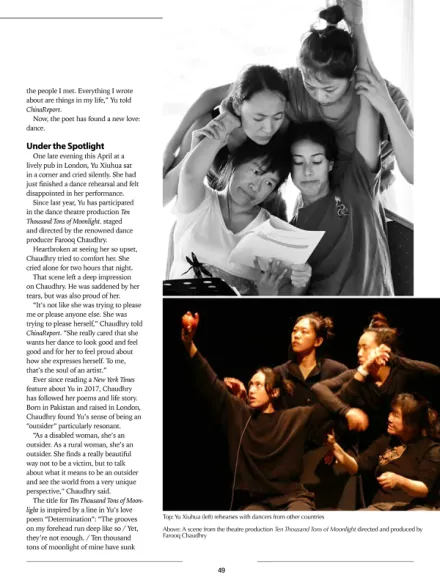 the people I met. Everything I wrote
about are things in my life,” Yu told
ChinaReport.
Now, the poet has found a new love:
dance.
Under the Spotlight
One late evening this April at a
lively pub in London, Yu Xiuhua sat
in a corner and cried silently. She had
just finished a dance rehearsal and felt
disappointed in her performance.
Since last year, Yu has participated
in the dance theatre production Ten
Thousand Tons of Moonlight, staged
and directed by the renowned dance
producer Farooq Chaudhry.
Heartbroken at seeing her so upset,
Chaudhry tried to comfort her. She
cried alone for two hours that night.
That scene left a deep impression
on Chaudhry. He was saddened by her
tears, but was also proud of her.
“It’s not like she was trying to please
me or please anyone else. She was
trying to please herself,” Chaudhry told
ChinaReport. “She really cared that she
wants her dance to look good and feel
good and for her to feel proud about
how she expresses herself. To me,
that’s the soul of an artist.”
Ever since reading a New York Times
feature about Yu in 2017, Chaudhry
has followed her poems and life story.
Born in Pakistan and raised in London,
Chaudhry found Yu’s sense of being an
“outsider” particularly resonant.
“As a disabled woman, she’s an
outsider. As a rural woman, she’s an
outsider. She finds a really beautiful
way not to be a victim, but to talk
about what it means to be an outsider
and see the world from a very unique
perspective,” Chaudhry said.
The title for Ten Thousand Tons of Moon-
light is inspired by a line in Yu’s love
poem “Determination”: “The grooves
on my forehead run deep like so / Yet,
they’re not enough. / Ten thousand
tons of moonlight of mine have sunk
Top: Yu Xiuhua (left) rehearses with dancers from other countries
Above: A scene from the theatre production Ten Thousand Tons of Moonlight directed and produced by
Farooq Chaudhry
49